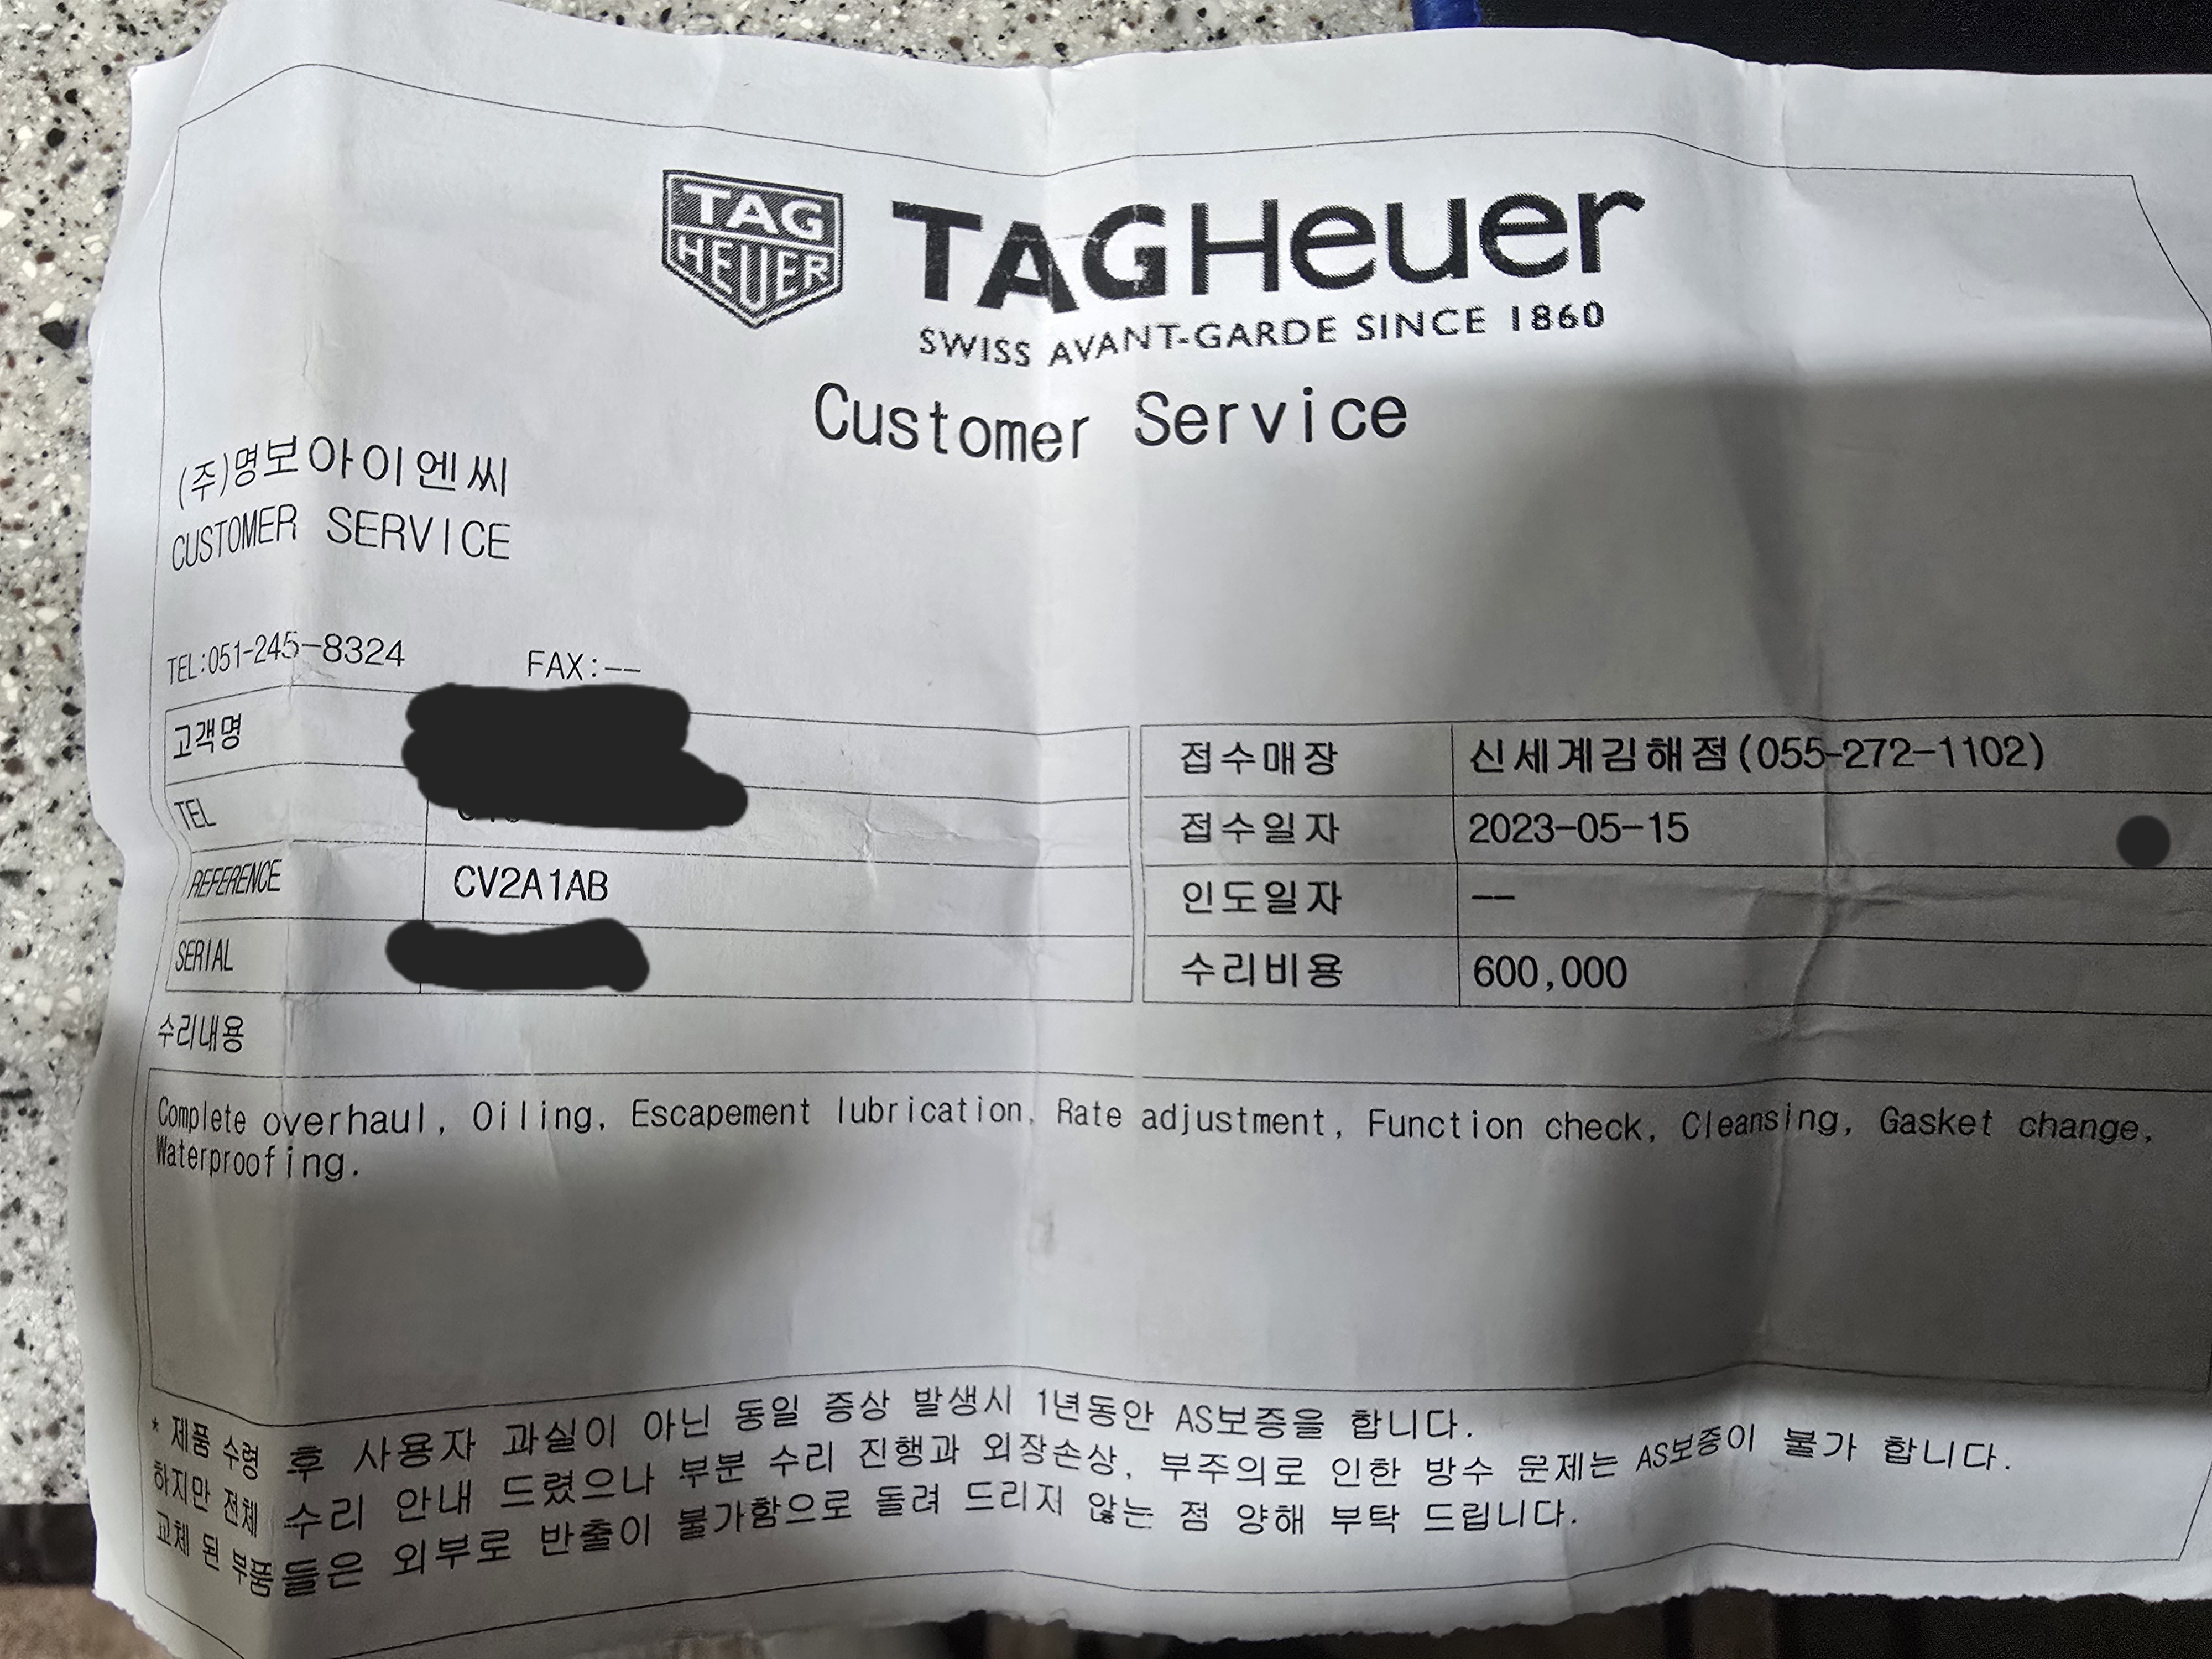 TAG HEUER
TAGHeuer
SWISS AVANT-GARDE SINCE 1860
Customer Service
(주)명보아이엔씨
CUSTOMER SERVICE
TEL:051-245-8324 FAX:--
고객명
TEL
REFERENCE CV2A1AB
SERIAL
접수매장 신세계김해점(055-272-1102)
접수일자 2023-05-15
인도일자 --
수리비용 600,000
수리내용
Complete overhaul, Oiling, Escapement lubrication, Rate adjustment, Function check, Cleansing, Gasket change,
Waterproofing.
* 제품 수령 후 사용자 과실이 아닌 동일 증상 발생시 1년동안 AS보증을 합니다.
하지만 전체 수리 안내 드렸으나 부분 수리 진행과 외장손상, 부주의로 인한 방수 문제는 AS보증이 불가 합니다.
교체 된 부품들은 외부로 반출이 불가함으로 돌려 드리지 않는 점 양해 부탁 드립니다.